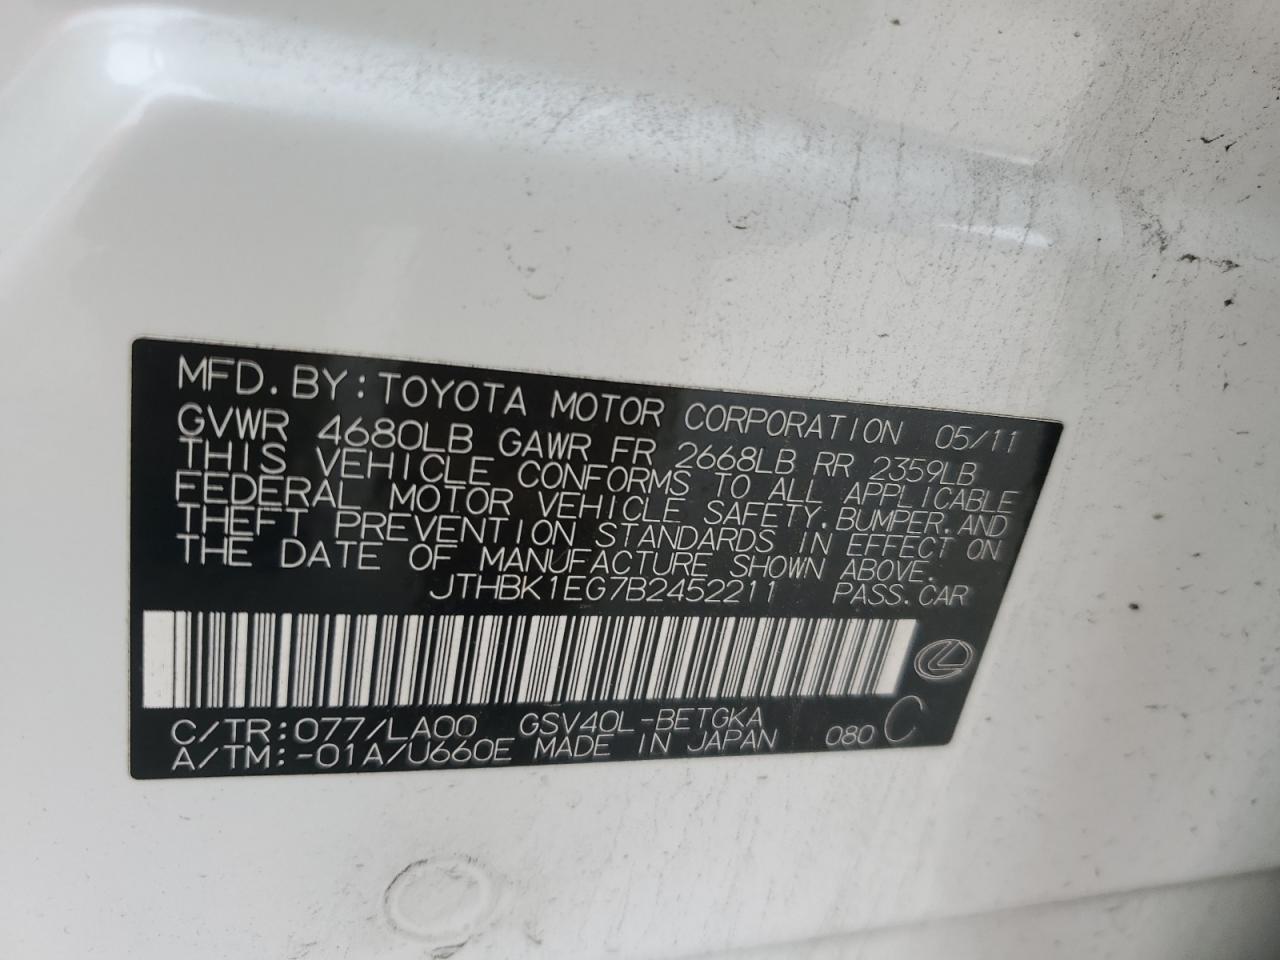 MFD.BY:TOYOTA MOTOR CORPORATION 05/11
GVWR 4680LB GAWR FR 2668LB RR 2359LB
THIS VEHICLE CONFORMS TO ALL APPLICABLE
FEDERAL MOTOR VEHICLE SAFETY,BUMPER,AND
THEFT PREVENTION STANDARDS IN EFFECT ON
THE DATE OF MANUFACTURE SHOWN ABOVE.
JTHBK1EG7B2452211 PASS.CAR
C/TR:077/LA00 GSV40L-BETGKA
A/TM:-01A/U660E MADE IN JAPAN 080 C